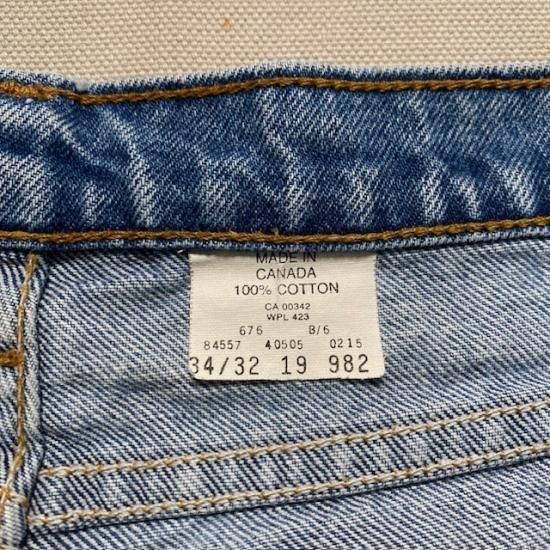 MADE IN
CANADA
100% COTTON
CA 00342
WPL 423
676 B/6
84557 40505 0215
34/32 19 982